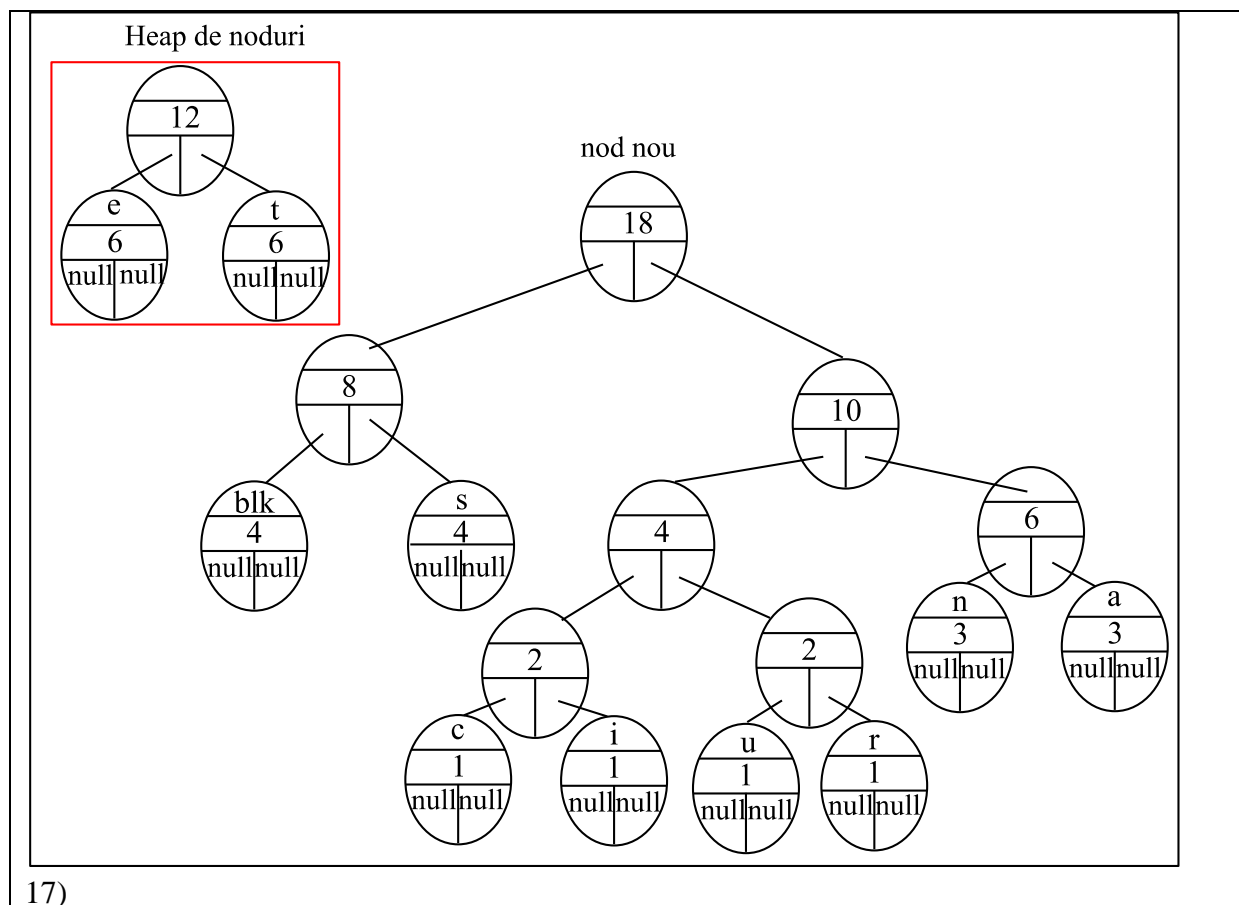 Heap de noduri
12
nod nou
e t
18
6 6
null null null null
8
10
blk s
6
4 4 4
null null null null
n a
2 2
3 3
null null null null
c i u r
1 1 1 1
null null null null null null null null
17)